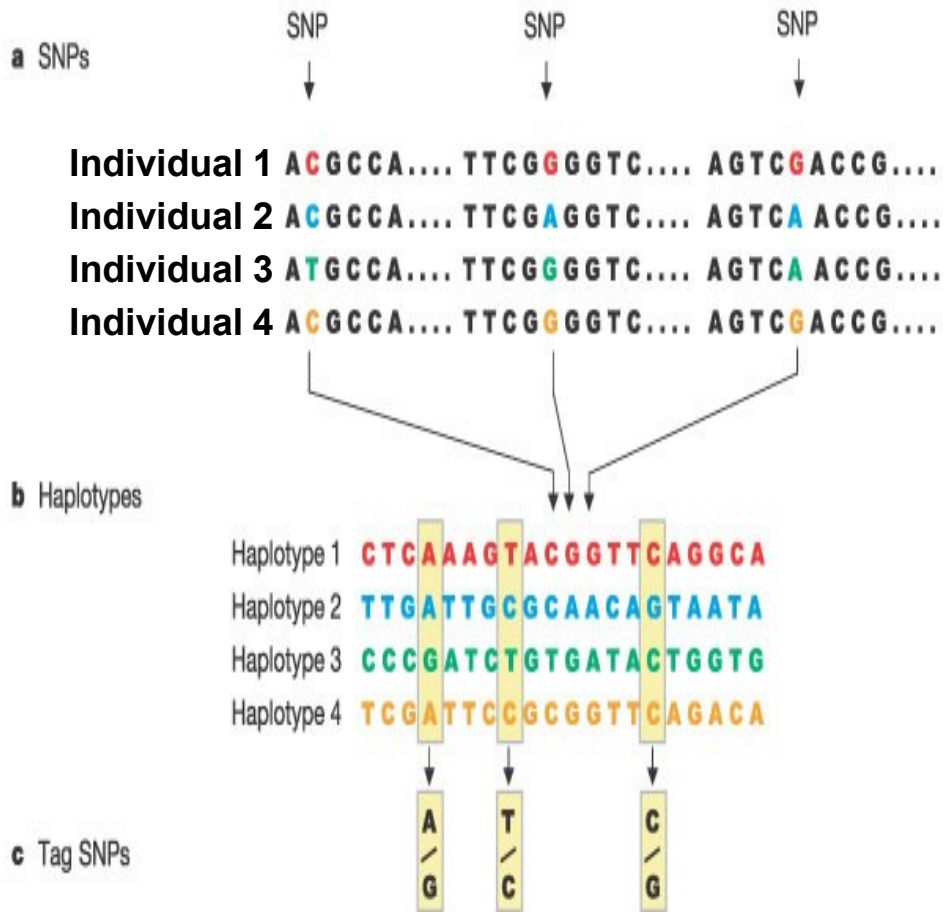 SNP SNP SNP
a SNPs
Individual 1 ACGCCA.... TTCGGGGTC.... AGTCGACCG....
Individual 2 ACGCCA.... TTCGAGGTC.... AGTCAACCG....
Individual 3 ATGCCA.... TTCGGGGTC.... AGTCAACCG....
Individual 4 ACGCCA.... TTCGGGGTC.... AGTCGACCG....
b Haplotypes
Haplotype 1 CTCAAAGTACGGTTCAGGCA
Haplotype 2 TTGATTGCGCAACAGTAATA
Haplotype 3 CCCGATCTGTGATACTGGTG
Haplotype 4 TCGATTCCGCGGTTCAGACA
c Tag SNPs
A/G T/C C/G